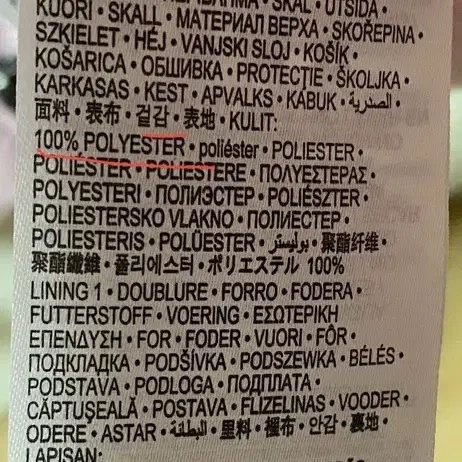 SKAL • UTSIDA •
KUORI • SKALL • МАТЕРИАЛ ВЕРХА • SKOŘEPINA •
SZKIELET • HÉJ • VANJSKI SLOJ • KOŠÍK •
KOŠARICA • ОБШИВКА • PROTECȚIE • ŠKOLJKA •
KARKASAS • KEST • APVALKS • KABUK • الصدرية •
面料 • 表布 • 겉감 • 表地 • KULIT:
100% POLYESTER • poliéster • POLIESTER •
POLIESTER • POLIESTERE • ΠΟΛΥΕΣΤΕΡΑΣ •
POLYESTERI • ПОЛИЭСТЕР • POLIÉSZTER •
POLIESTERSKO VLAKNO • ПОЛИЕСТЕР •
POLIESTERIS • POLÜESTER • بوليستر • 聚酯纤维 •
聚酯纖維 • 폴리에스터 • ポリエステル 100%
LINING 1 • DOUBLURE • FORRO • FODERA •
FUTTERSTOFF • VOERING • ΕΣΩΤΕΡΙΚΗ
ΕΠΕΝΔΥΣΗ • FOR • FODER • VUORI • FÔR •
ПОДКЛАДКА • PODŠÍVKA • PODSZEWKA • BÉLÉS •
PODSTAVA • PODLOGA • ПОДПЛАТА •
CĂPTUȘEALĂ • POSTAVA • FLIZELINAS • VOODER •
ODERE • ASTAR • البطانة • 里料 • 裡布 • 안감 • 裏地 •
LAPISAN: